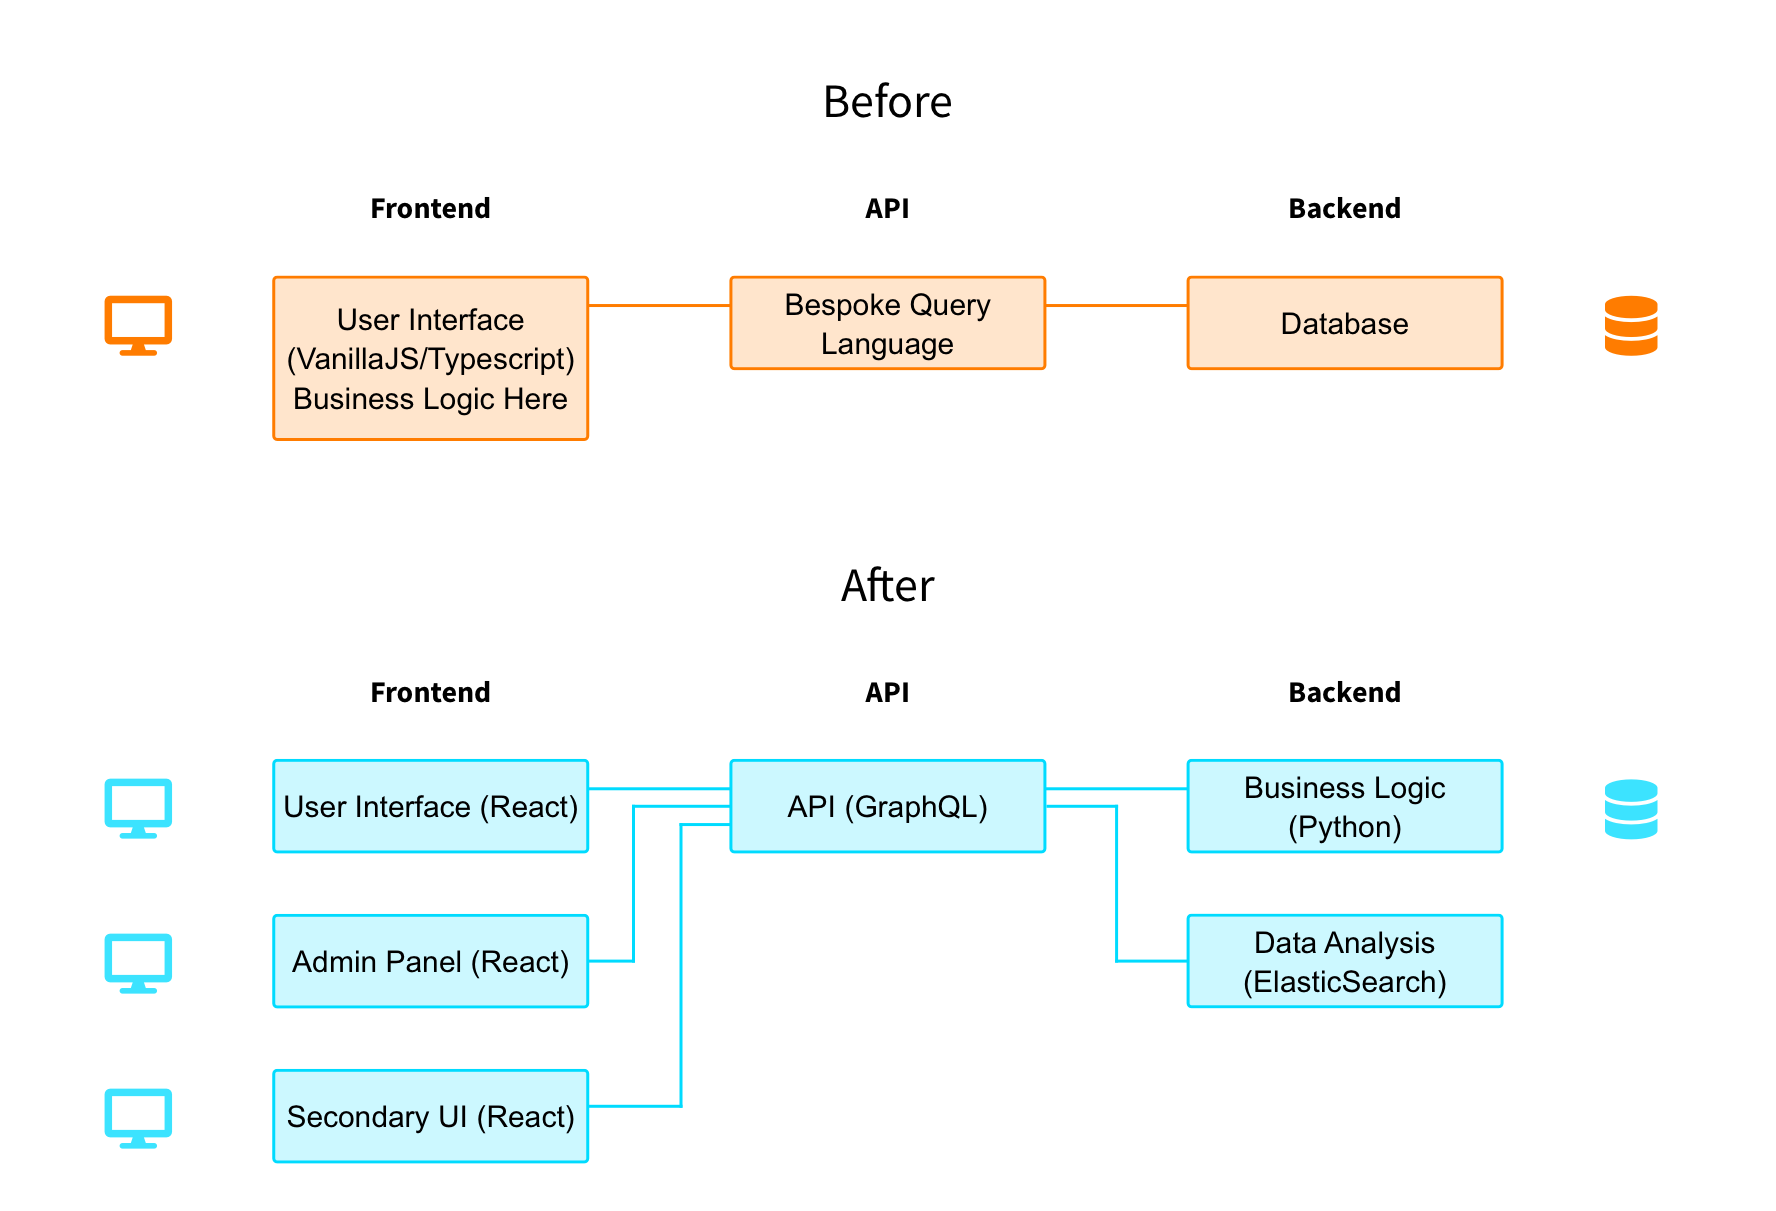 Before
Frontend
API
Backend
User Interface
(VanillaJS/Typescript)
Business Logic Here
Bespoke Query
Language
Database
After
Frontend
API
Backend
User Interface (React)
API (GraphQL)
Business Logic
(Python)
Admin Panel (React)
Data Analysis
(ElasticSearch)
Secondary UI (React)